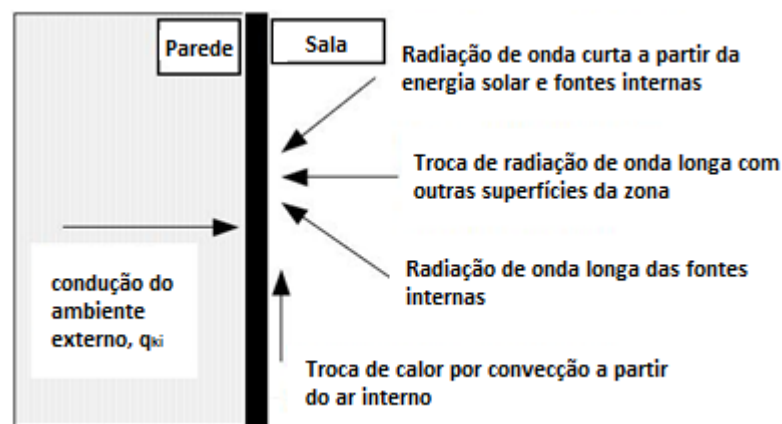 Parede
Sala
Radiação de onda curta a partir da
energia solar e fontes internas
Troca de radiação de onda longa com
outras superfícies da zona
Radiação de onda longa das fontes
internas
condução do
ambiente
externo, qki
Troca de calor por convecção a partir
do ar interno